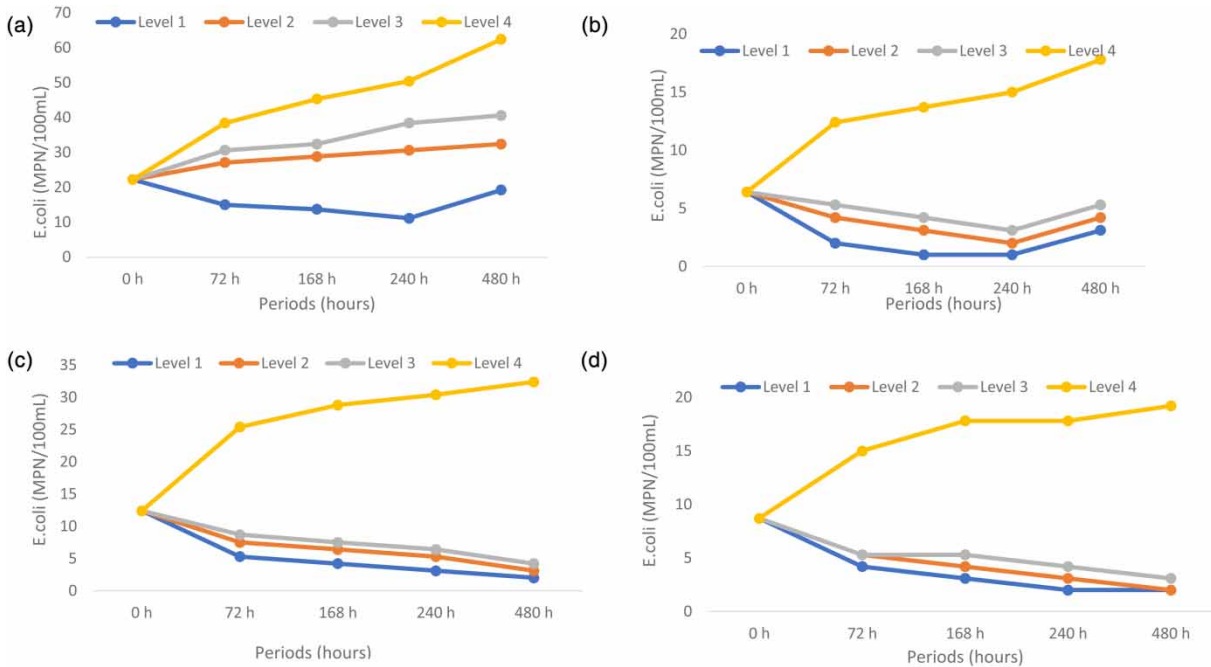 (a)
Level 1 Level 2 Level 3 Level 4
70
60
50
40
30
20
10
0
E.coli (MPN/100mL)
0 h 72 h 168 h 240 h 480 h
Periods (hours)
(b)
Level 1 Level 2 Level 3 Level 4
20
15
10
5
0
E.coli (MPN/100mL)
0 h 72 h 168 h 240 h 480 h
Periods (hours)
(c)
Level 1 Level 2 Level 3 Level 4
35
30
25
20
15
10
5
0
E.coli (MPN/100mL)
0 h 72 h 168 h 240 h 480 h
Periods (hours)
(d)
Level 1 Level 2 Level 3 Level 4
20
15
10
5
0
E.coli (MPN/100mL)
0 h 72 h 168 h 240 h 480 h
Periods (hours)